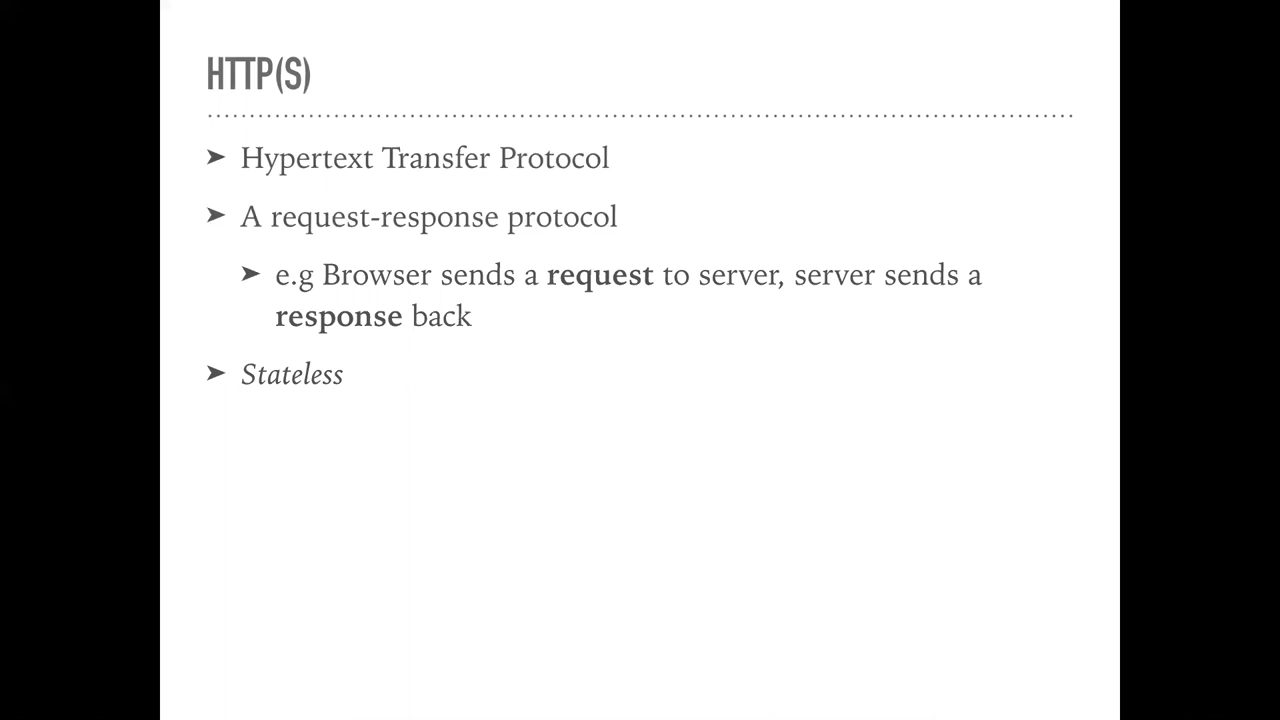 HTTP(S)
➤ Hypertext Transfer Protocol
➤ A request-response protocol
➤ e.g Browser sends a request to server, server sends a
response back
➤ Stateless